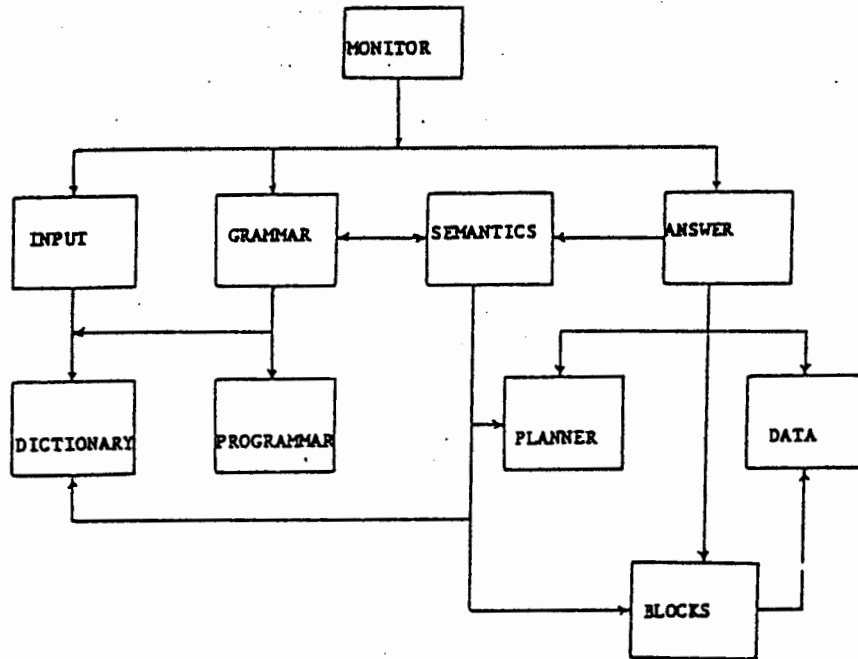 MONITOR
INPUT
GRAMMAR
SEMANTICS
ANSWER
DICTIONARY
PROGRAMMAR
PLANNER
DATA
BLOCKS